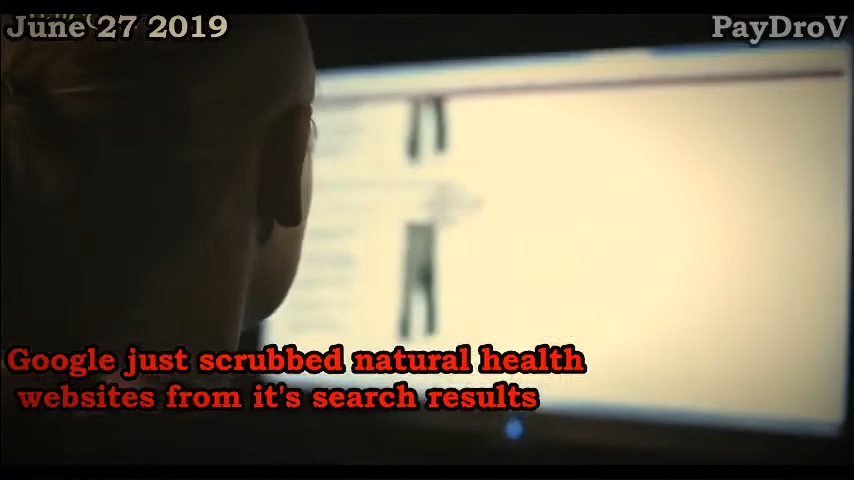 June 27 2019
PayDroV
Google just scrubbed natural health
websites from it's search results